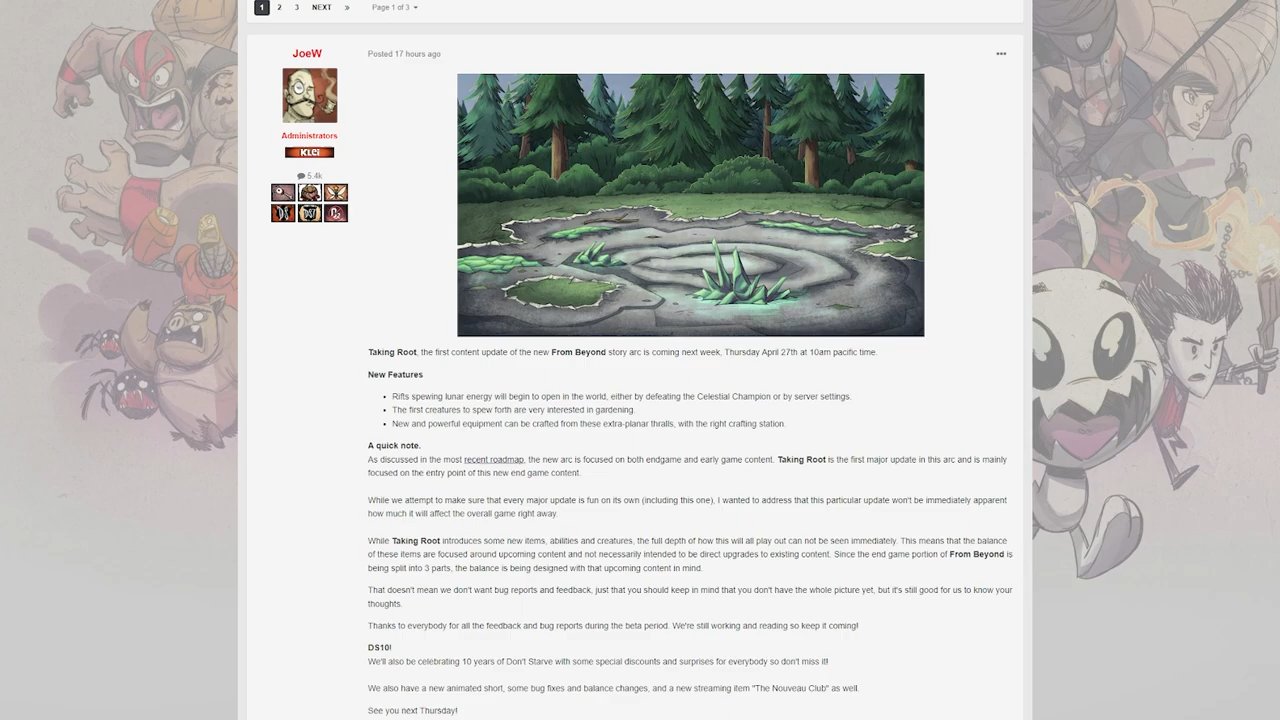 1 2 3 NEXT » Page 1 of 3
JoeW
Posted 17 hours ago
Administrators
KLei
5.4k
Taking Root, the first content update of the new From Beyond story arc is coming next week, Thursday April 27th at 10am pacific time.
New Features
• Rifts spewing lunar energy will begin to open in the world, either by defeating the Celestial Champion or by server settings.
• The first creatures to spew forth are very interested in gardening.
• New and powerful equipment can be crafted from these extra-planar thralls, with the right crafting station.
A quick note.
As discussed in the most recent roadmap, the new arc is focused on both endgame and early game content. Taking Root is the first major update in this arc and is mainly
focused on the entry point of this new end game content.
While we attempt to make sure that every major update is fun on its own (including this one), I wanted to address that this particular update won't be immediately apparent
how much it will affect the overall game right away.
While Taking Root introduces some new items, abilities and creatures, the full depth of how this will all play out can not be seen immediately. This means that the balance
of these items are focused around upcoming content and not necessarily intended to be direct upgrades to existing content. Since the end game portion of From Beyond is
being split into 3 parts, the balance is being designed with that upcoming content in mind.
That doesn't mean we don't want bug reports and feedback, just that you should keep in mind that you don't have the whole picture yet, but it's still good for us to know your
thoughts.
Thanks to everybody for all the feedback and bug reports during the beta period. We're still working and reading so keep it coming!
DS10!
We'll also be celebrating 10 years of Don't Starve with some special discounts and surprises for everybody so don't miss it!
We also have a new animated short, some bug fixes and balance changes, and a new streaming item "The Nouveau Club" as well.
See you next Thursday!